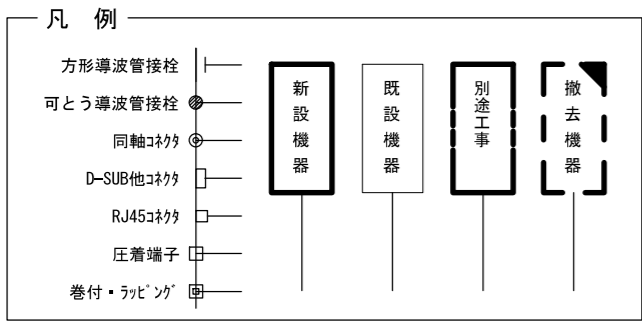 凡 例
方形導波管接栓
可とう導波管接栓
同軸ｺﾈｸﾀ
D-SUB他ｺﾈｸﾀ
RJ45ｺﾈｸﾀ
圧着端子
巻付・ﾗｯﾋﾟﾝｸﾞ
新設機器
既設機器
別途工事
撤去機器